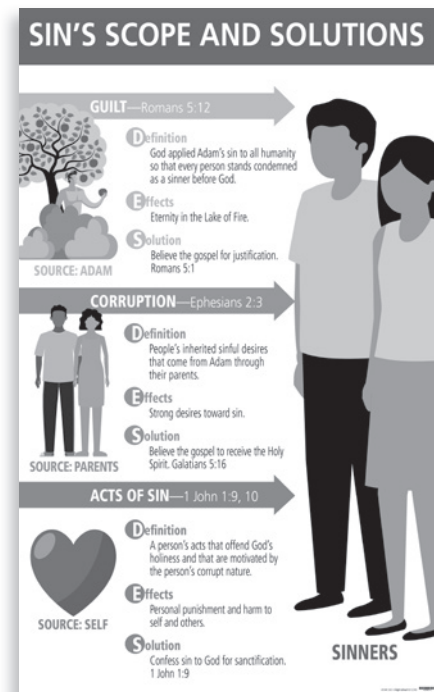 SIN'S SCOPE AND SOLUTIONS
GUILT—Romans 5:12
Definition
God applied Adam's sin to all humanity
so that every person stands condemned
as a sinner before God.
Effects
Eternity in the Lake of Fire.
Solution
Believe the gospel for justification.
Romans 5:1
SOURCE: ADAM
CORRUPTION—Ephesians 2:3
Definition
People's inherited sinful desires
that come from Adam through
their parents.
Effects
Strong desires toward sin.
Solution
Believe the gospel to receive the Holy
Spirit. Galatians 5:16
SOURCE: PARENTS
ACTS OF SIN—1 John 1:9, 10
Definition
A person's acts that offend God's
holiness and that are motivated by
the person's corrupt nature.
Effects
Personal punishment and harm to
self and others.
Solution
Confess sin to God for sanctification.
1 John 1:9
SOURCE: SELF
SINNERS